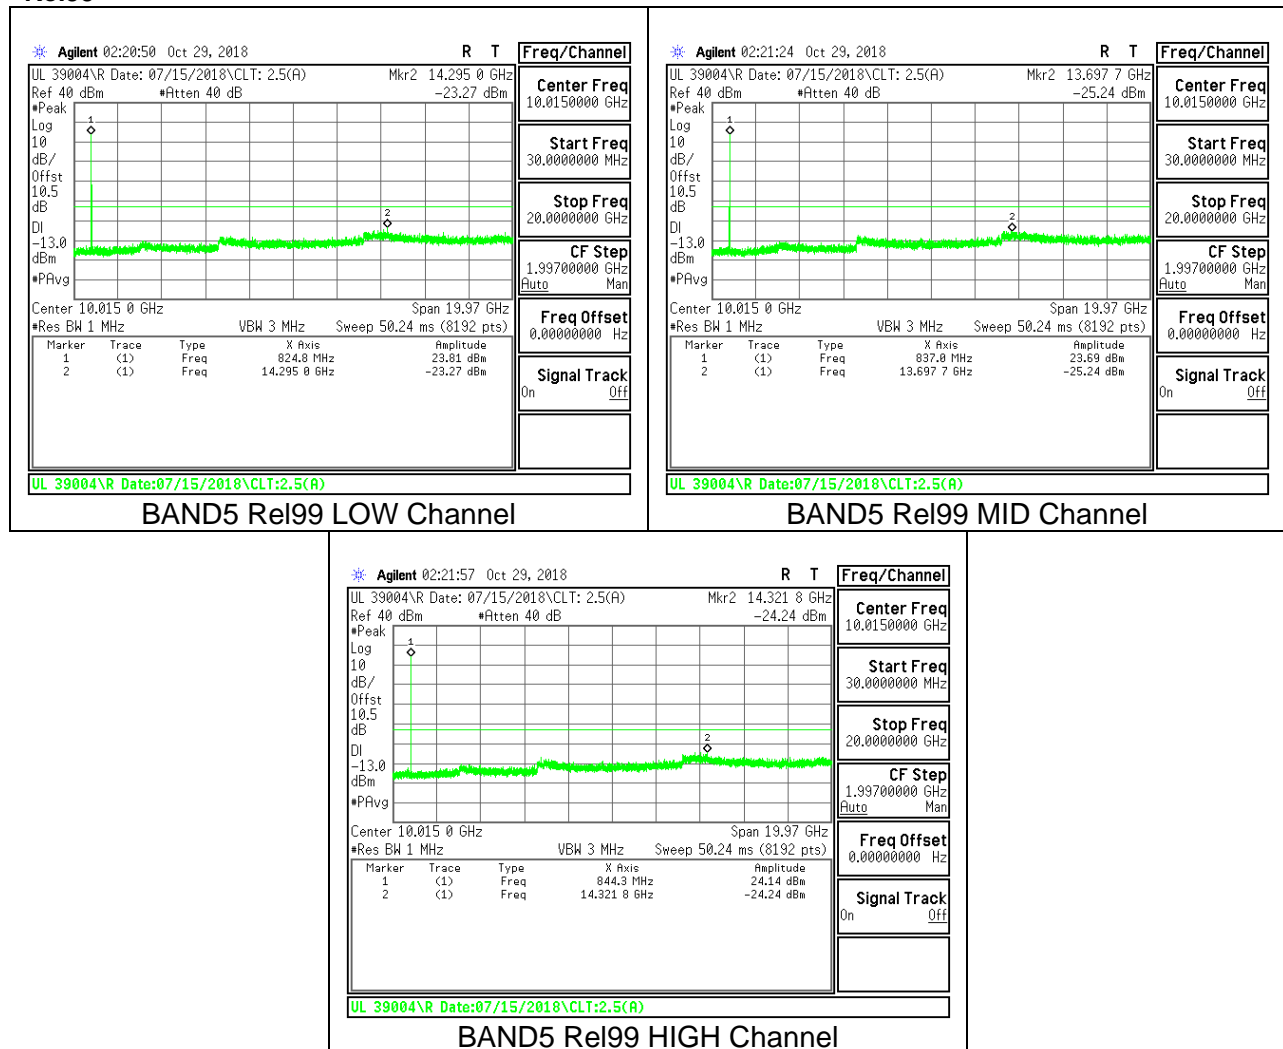 Agilent 02:20:50 Oct 29, 2018 R T Freq/Channel
UL 39004\R Date: 07/15/2018\CLT: 2.5(A) Mkr2 14.295 0 GHz
Ref 40 dBm #Atten 40 dB -23.27 dBm
#Peak
Log
10
dB/
Offst
10.5
dB
DI
-13.0
dBm
#PAvg
1
2
Center 10.015 0 GHz Span 19.97 GHz
#Res BW 1 MHz VBW 3 MHz Sweep 50.24 ms (8192 pts)
Marker Trace Type X Axis Amplitude
1 (1) Freq 824.8 MHz 23.81 dBm
2 (1) Freq 14.295 0 GHz -23.27 dBm
Center Freq
10.0150000 GHz
Start Freq
30.0000000 MHz
Stop Freq
20.0000000 GHz
CF Step
1.99700000 GHz
Auto Man
Freq Offset
0.00000000 Hz
Signal Track
On Off
UL 39004\R Date:07/15/2018\CLT:2.5(A)
BAND5 Rel99 LOW Channel
Agilent 02:21:24 Oct 29, 2018 R T Freq/Channel
UL 39004\R Date: 07/15/2018\CLT: 2.5(A) Mkr2 13.697 7 GHz
Ref 40 dBm #Atten 40 dB -25.24 dBm
#Peak
Log
10
dB/
Offst
10.5
dB
DI
-13.0
dBm
#PAvg
1
2
Center 10.015 0 GHz Span 19.97 GHz
#Res BW 1 MHz VBW 3 MHz Sweep 50.24 ms (8192 pts)
Marker Trace Type X Axis Amplitude
1 (1) Freq 837.0 MHz 23.69 dBm
2 (1) Freq 13.697 7 GHz -25.24 dBm
Center Freq
10.0150000 GHz
Start Freq
30.0000000 MHz
Stop Freq
20.0000000 GHz
CF Step
1.99700000 GHz
Auto Man
Freq Offset
0.00000000 Hz
Signal Track
On Off
UL 39004\R Date:07/15/2018\CLT:2.5(A)
BAND5 Rel99 MID Channel
Agilent 02:21:57 Oct 29, 2018 R T Freq/Channel
UL 39004\R Date: 07/15/2018\CLT: 2.5(A) Mkr2 14.321 8 GHz
Ref 40 dBm #Atten 40 dB -24.24 dBm
#Peak
Log
10
dB/
Offst
10.5
dB
DI
-13.0
dBm
#PAvg
1
2
Center 10.015 0 GHz Span 19.97 GHz
#Res BW 1 MHz VBW 3 MHz Sweep 50.24 ms (8192 pts)
Marker Trace Type X Axis Amplitude
1 (1) Freq 844.3 MHz 24.14 dBm
2 (1) Freq 14.321 8 GHz -24.24 dBm
Center Freq
10.0150000 GHz
Start Freq
30.0000000 MHz
Stop Freq
20.0000000 GHz
CF Step
1.99700000 GHz
Auto Man
Freq Offset
0.00000000 Hz
Signal Track
On Off
UL 39004\R Date:07/15/2018\CLT:2.5(A)
BAND5 Rel99 HIGH Channel